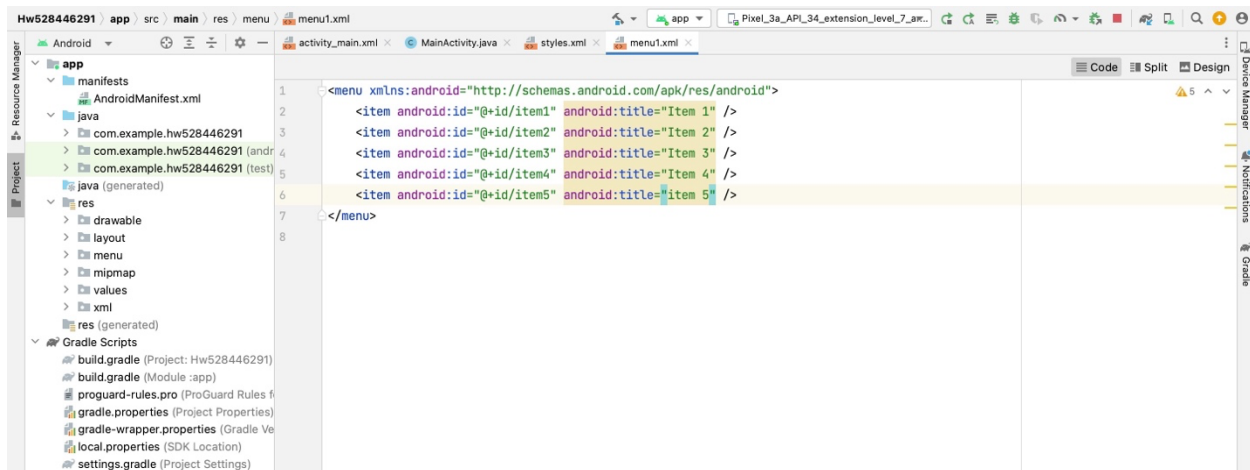 Hw528446291 > app > src > main > res > menu > menu1.xml
app
Pixel_3a_API_34_extension_level_7_ar..
Android
activity_main.xml
MainActivity.java
styles.xml
menu1.xml
Code
Split
Design
Resource Manager
Project
app
manifests
AndroidManifest.xml
java
com.example.hw528446291
com.example.hw528446291 (andr
com.example.hw528446291 (test)
java (generated)
res
drawable
layout
menu
mipmap
values
xml
res (generated)
Gradle Scripts
build.gradle (Project: Hw528446291)
build.gradle (Module :app)
proguard-rules.pro (ProGuard Rules f
gradle.properties (Project Properties)
gradle-wrapper.properties (Gradle Ve
local.properties (SDK Location)
settings.gradle (Project Settings)
1 <menu xmlns:android="http://schemas.android.com/apk/res/android">
2 <item android:id="@+id/item1" android:title="Item 1" />
3 <item android:id="@+id/item2" android:title="Item 2" />
4 <item android:id="@+id/item3" android:title="Item 3" />
5 <item android:id="@+id/item4" android:title="Item 4" />
6 <item android:id="@+id/item5" android:title="item 5" />
7 </menu>
8
5
Device Manager
Notifications
Gradle